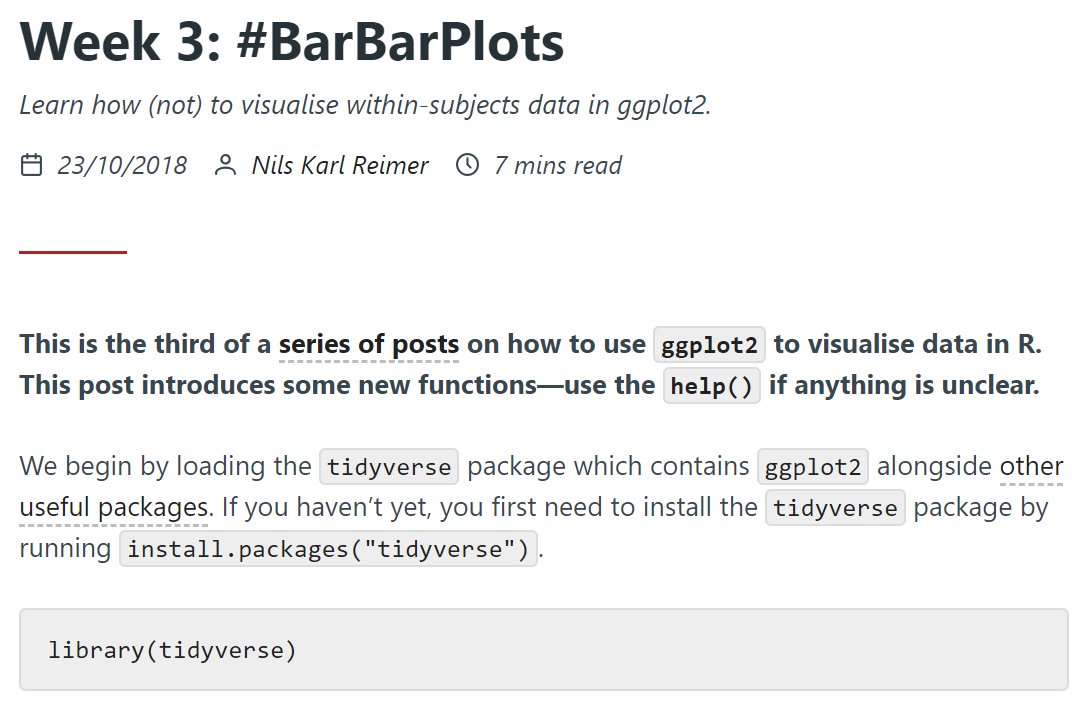 Week 3: #BarBarPlots
Learn how (not) to visualise within-subjects data in ggplot2.
23/10/2018 Nils Karl Reimer 7 mins read
This is the third of a series of posts on how to use ggplot2 to visualise data in R.
This post introduces some new functions—use the help() if anything is unclear.
We begin by loading the tidyverse package which contains ggplot2 alongside other
useful packages. If you haven’t yet, you first need to install the tidyverse package by
running install.packages("tidyverse").
library(tidyverse)